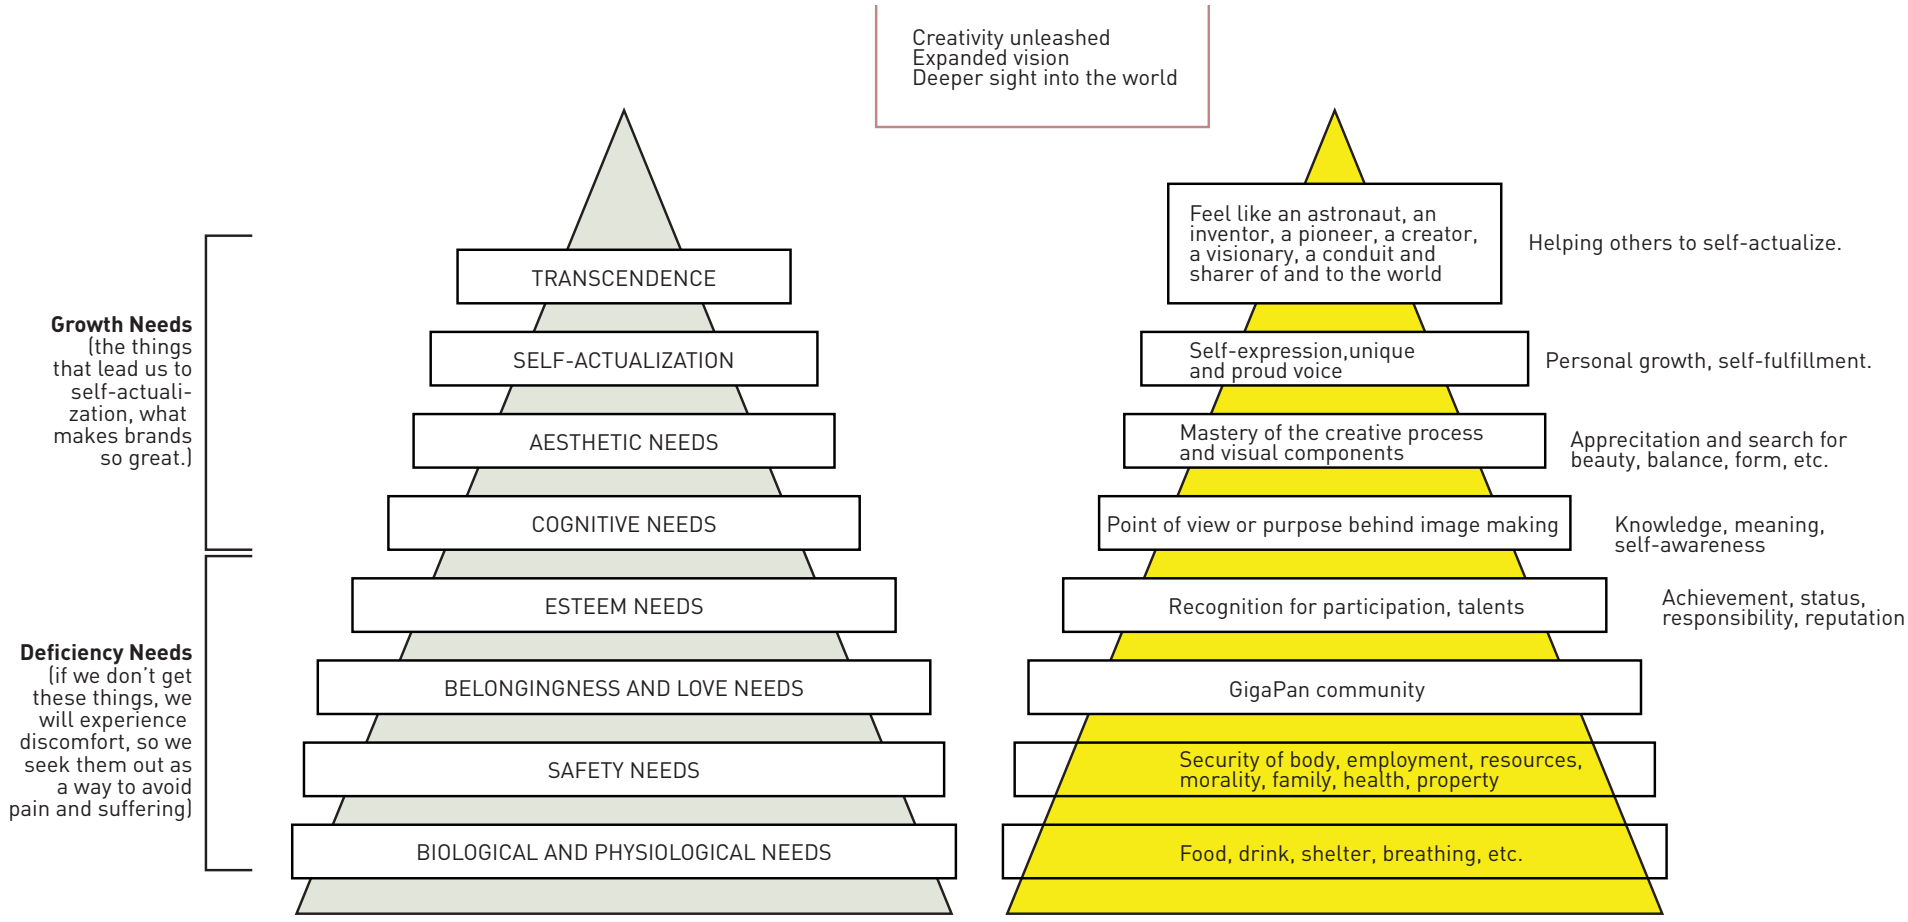 Creativity unleashed
Expanded vision
Deeper sight into the world
Growth Needs
(the things
that lead us to
self-actuali-
zation, what
makes brands
so great.)
Deficiency Needs
(if we don't get
these things, we
will experience
discomfort, so we
seek them out as
a way to avoid
pain and suffering)
TRANSCENDENCE
SELF-ACTUALIZATION
AESTHETIC NEEDS
COGNITIVE NEEDS
ESTEEM NEEDS
BELONGINGNESS AND LOVE NEEDS
SAFETY NEEDS
BIOLOGICAL AND PHYSIOLOGICAL NEEDS
Feel like an astronaut, an
inventor, a pioneer, a creator,
a visionary, a conduit and
sharer of and to the world
Helping others to self-actualize.
Self-expression,unique
and proud voice
Personal growth, self-fulfillment.
Mastery of the creative process
and visual components
Apprecitation and search for
beauty, balance, form, etc.
Point of view or purpose behind image making
Knowledge, meaning,
self-awareness
Recognition for participation, talents
Achievement, status,
responsibility, reputation
GigaPan community
Security of body, employment, resources,
morality, family, health, property
Food, drink, shelter, breathing, etc.